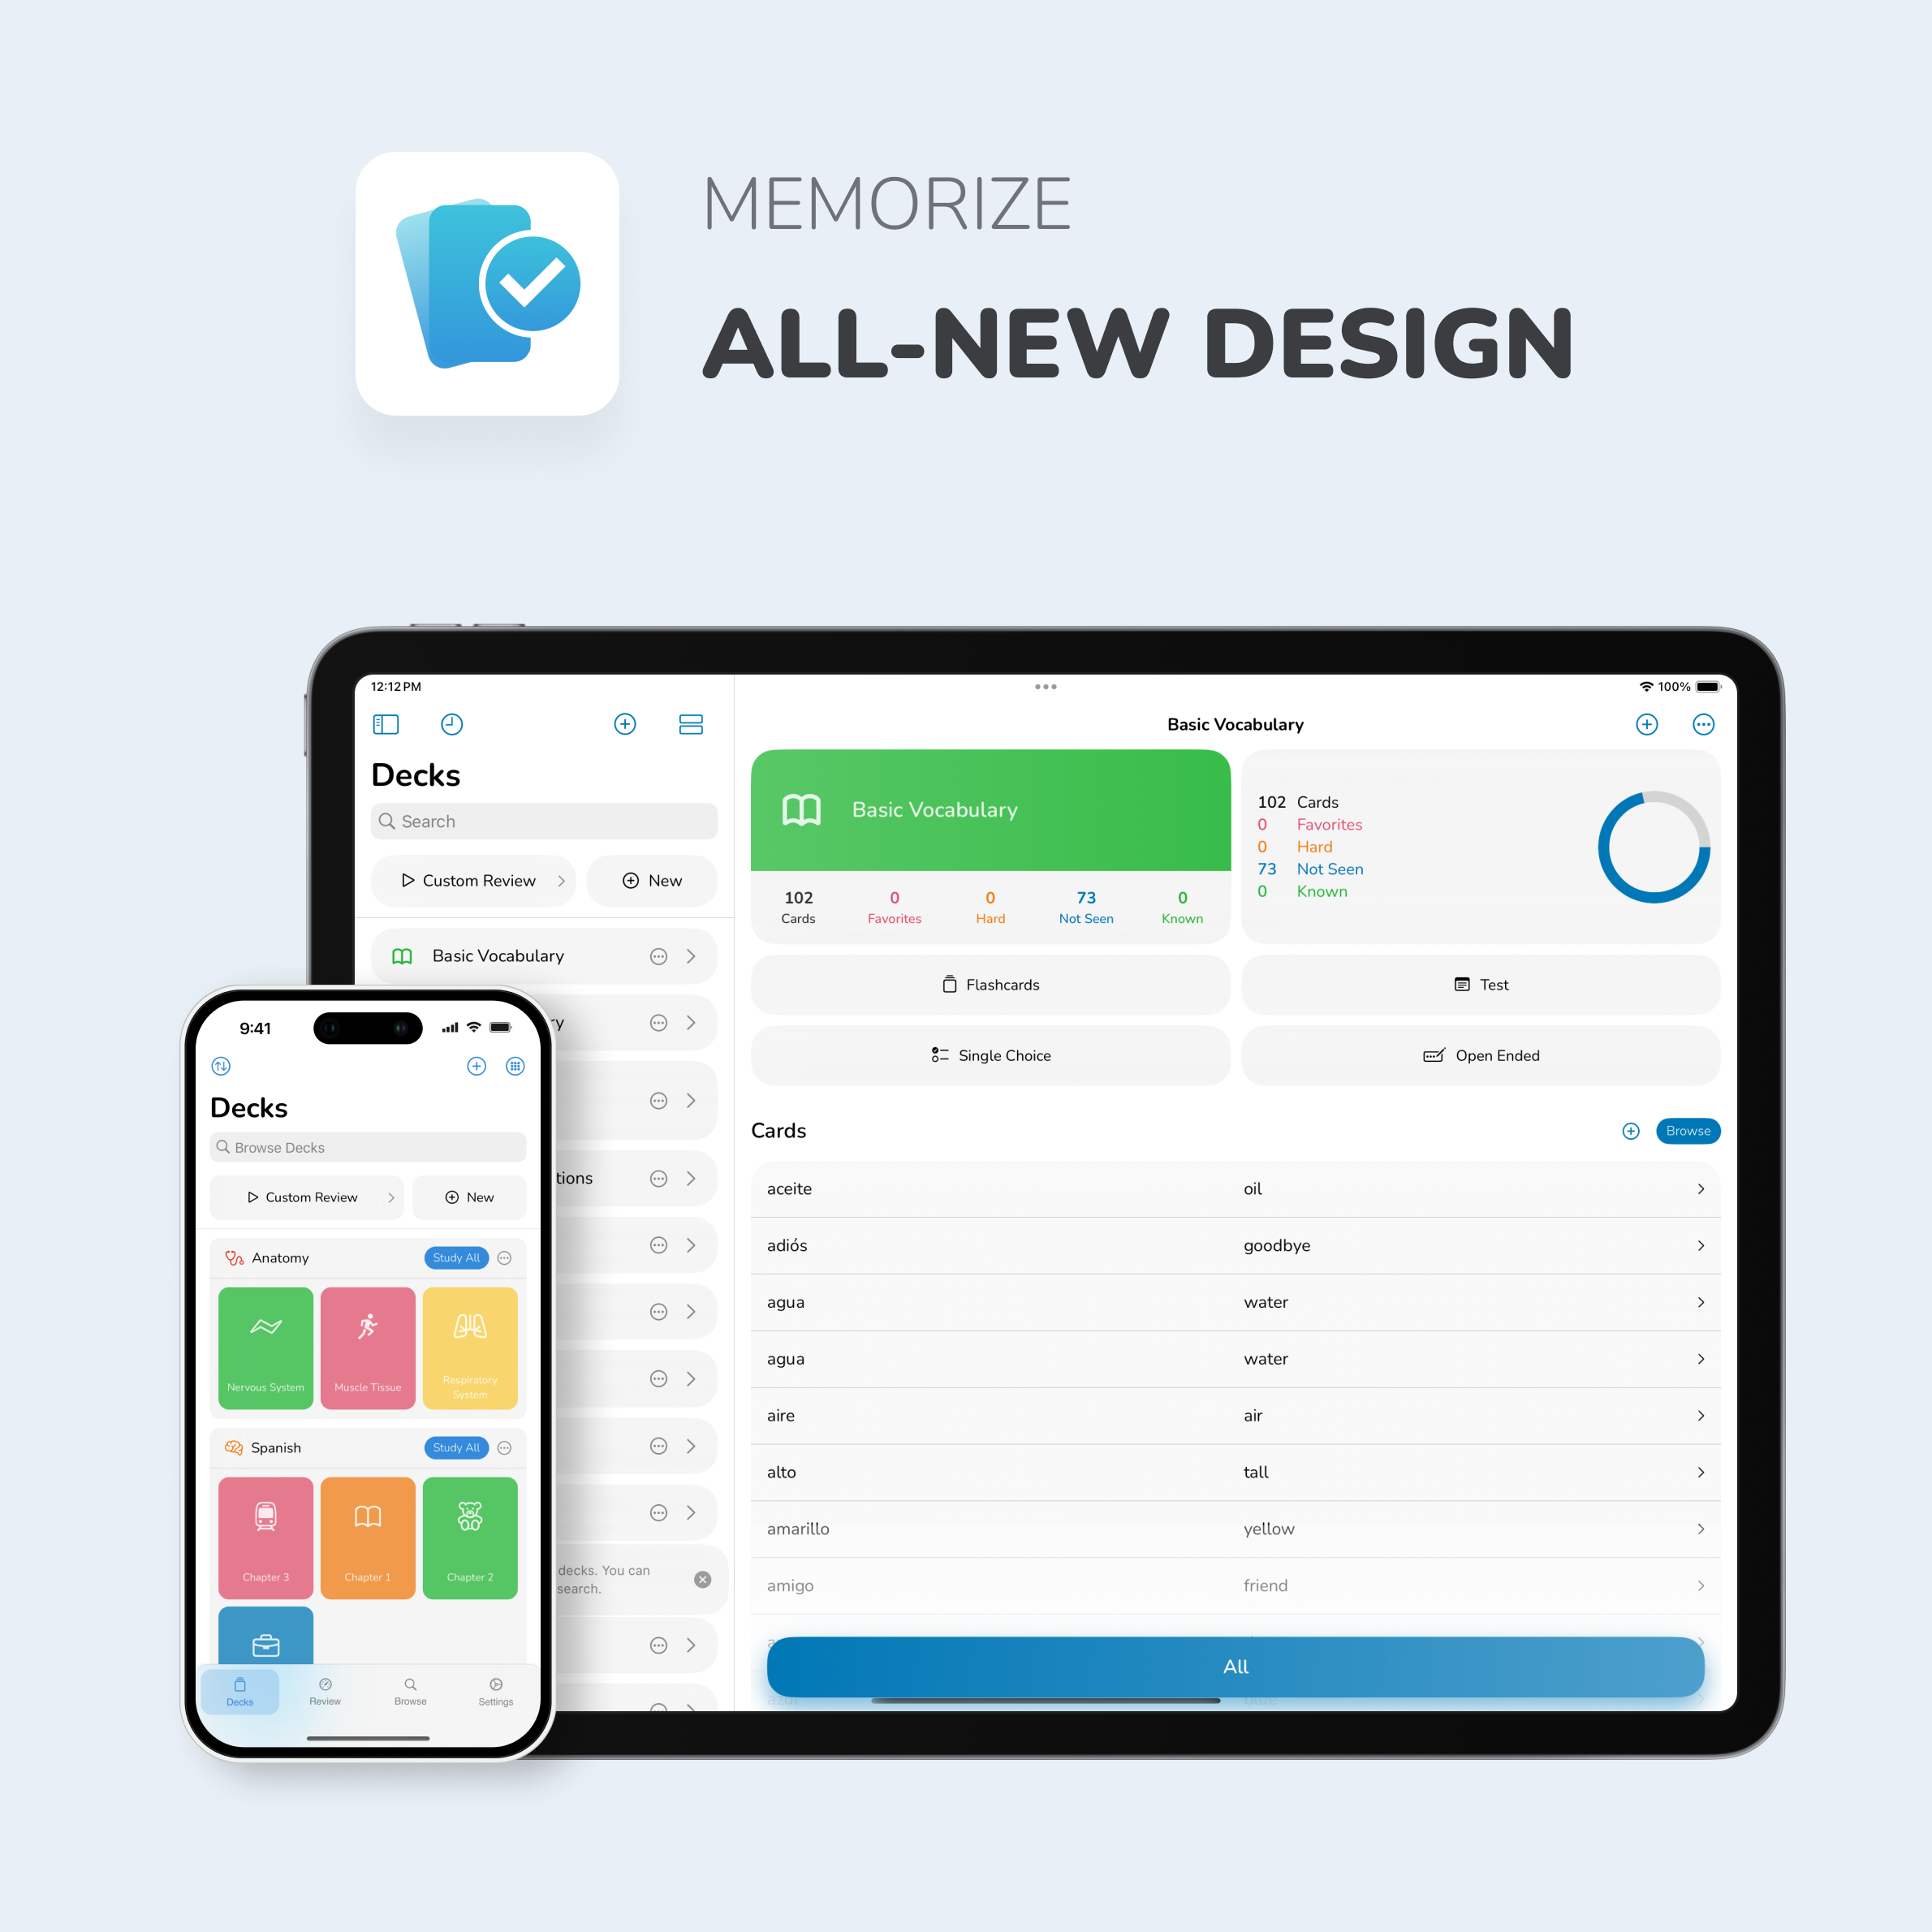 MEMORIZE
ALL-NEW DESIGN
12:12 PM
100%
Decks
Search
Custom Review
New
Basic Vocabulary
decks. You can
search.
Basic Vocabulary
Basic Vocabulary
102 0 0 73 0
Cards Favorites Hard Not Seen Known
102 Cards
0 Favorites
0 Hard
73 Not Seen
0 Known
Flashcards
Test
Single Choice
Open Ended
Cards
Browse
aceite oil
adiós goodbye
agua water
agua water
aire air
alto tall
amarillo yellow
amigo friend
All
azul blue
9:41
Decks
Browse Decks
Custom Review
New
Anatomy
Study All
Nervous System
Muscle Tissue
Respiratory
System
Spanish
Study All
Chapter 3
Chapter 1
Chapter 2
Decks
Review
Browse
Settings